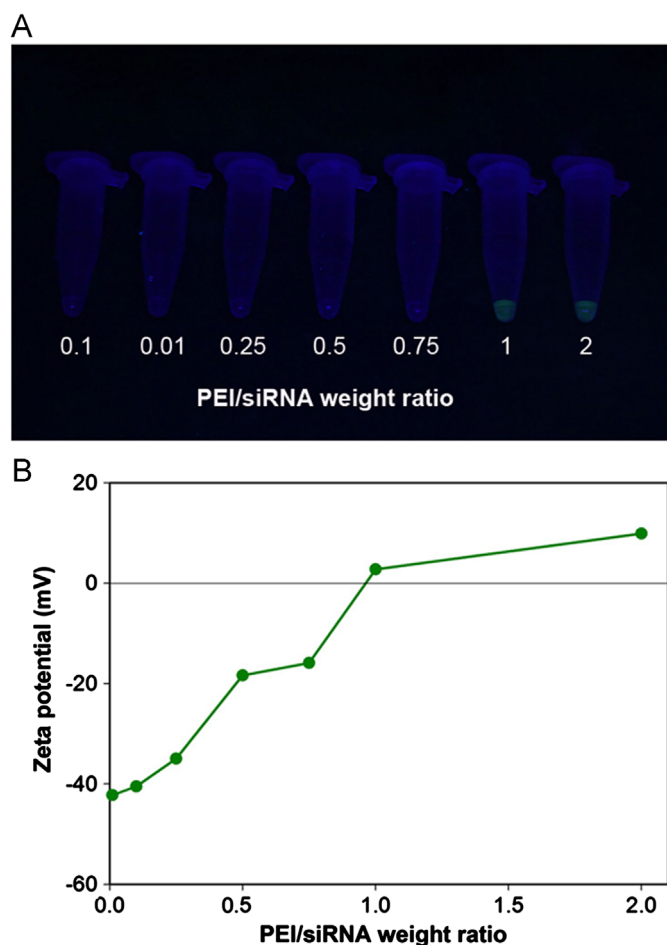 A
0.1 0.01 0.25 0.5 0.75 1 2
PEI/siRNA weight ratio
B
20
0
-20
-40
-60
Zeta potential (mV)
0.0 0.5 1.0 1.5 2.0
PEI/siRNA weight ratio